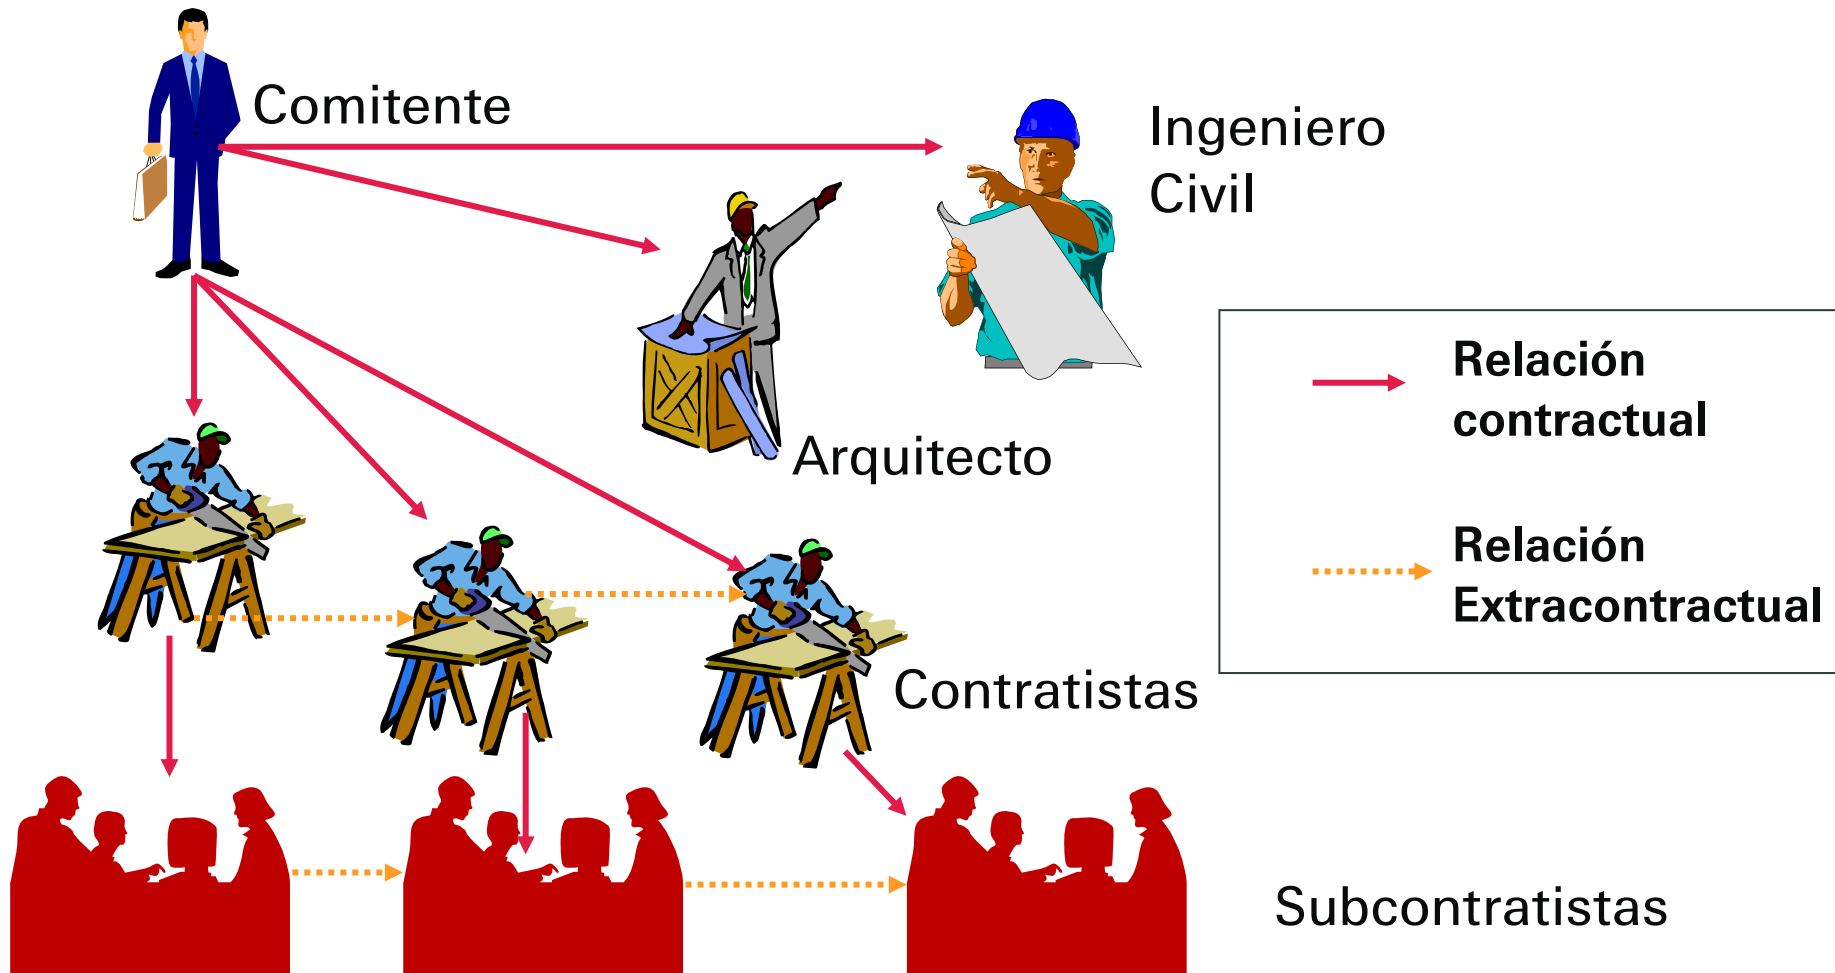 Comitente
Ingeniero
Civil
Arquitecto
Relación
contractual
Relación
Extracontractual
Contratistas
Subcontratistas